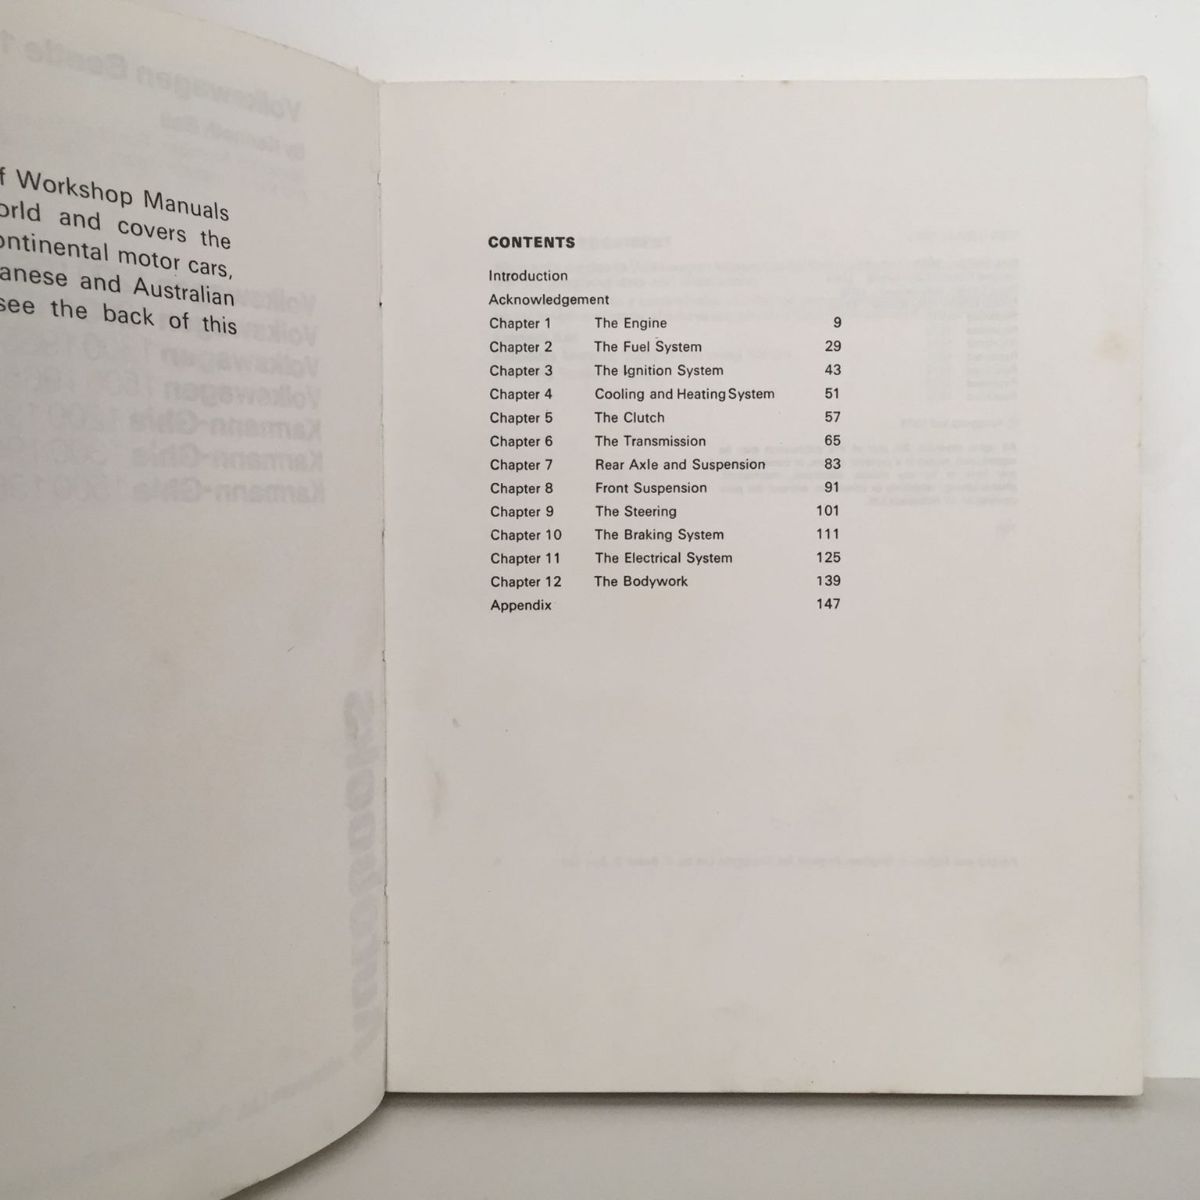 f Workshop Manuals
orld and covers the
ontinental motor cars,
anese and Australian
see the back of this
CONTENTS
Introduction
Acknowledgement
Chapter 1 The Engine 9
Chapter 2 The Fuel System 29
Chapter 3 The Ignition System 43
Chapter 4 Cooling and Heating System 51
Chapter 5 The Clutch 57
Chapter 6 The Transmission 65
Chapter 7 Rear Axle and Suspension 83
Chapter 8 Front Suspension 91
Chapter 9 The Steering 101
Chapter 10 The Braking System 111
Chapter 11 The Electrical System 125
Chapter 12 The Bodywork 139
Appendix 147